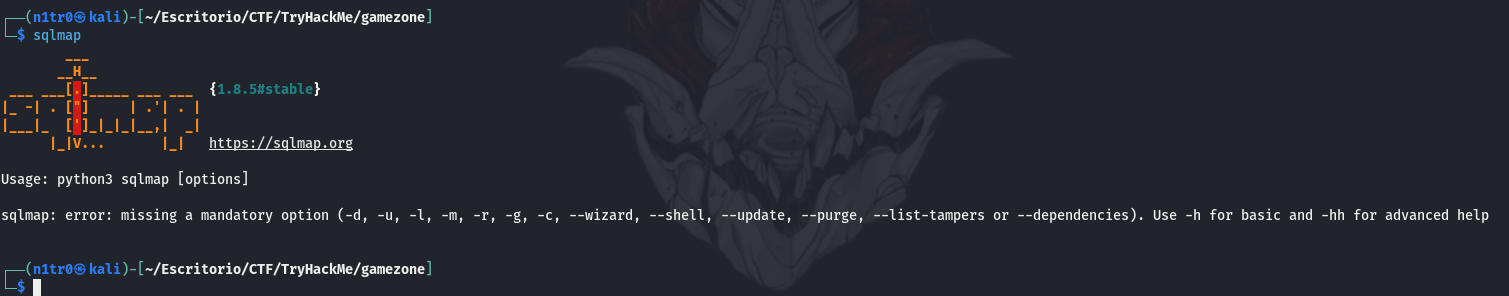 ┌──(n1tr0㉿kali)-[~/Escritorio/CTF/TryHackMe/gamezone]
└─$ sqlmap
        ___
       __H__
 ___ ___[.]_____ ___ ___  {1.8.5#stable}
|_ -| . ["]     | .'| . |
|___|_  [']_|_|_|__,|  _|
      |_|V...       |_|   https://sqlmap.org
Usage: python3 sqlmap [options]
sqlmap: error: missing a mandatory option (-d, -u, -l, -m, -r, -g, -c, --wizard, --shell, --update, --purge, --list-tampers or --dependencies). Use -h for basic and -hh for advanced help
┌──(n1tr0㉿kali)-[~/Escritorio/CTF/TryHackMe/gamezone]
└─$